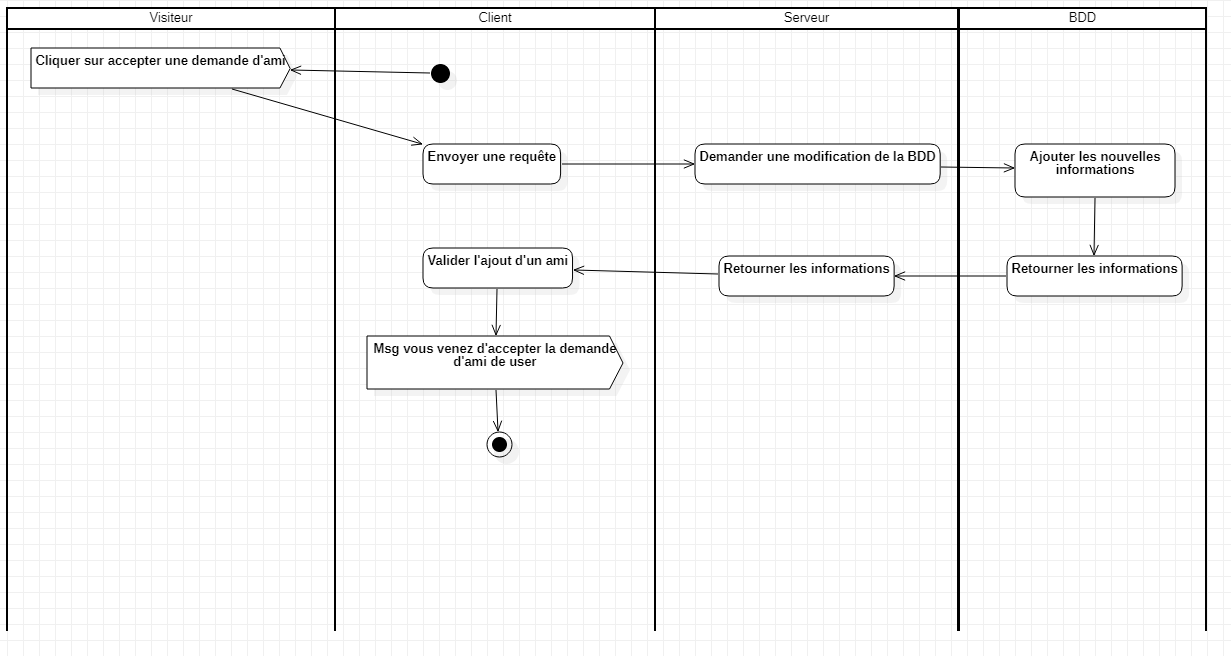 Visiteur
Client
Serveur
BDD
Cliquer sur accepter une demande d'ami
Envoyer une requête
Demander une modification de la BDD
Ajouter les nouvelles
informations
Valider l'ajout d'un ami
Retourner les informations
Retourner les informations
Msg vous venez d'accepter la demande
d'ami de user